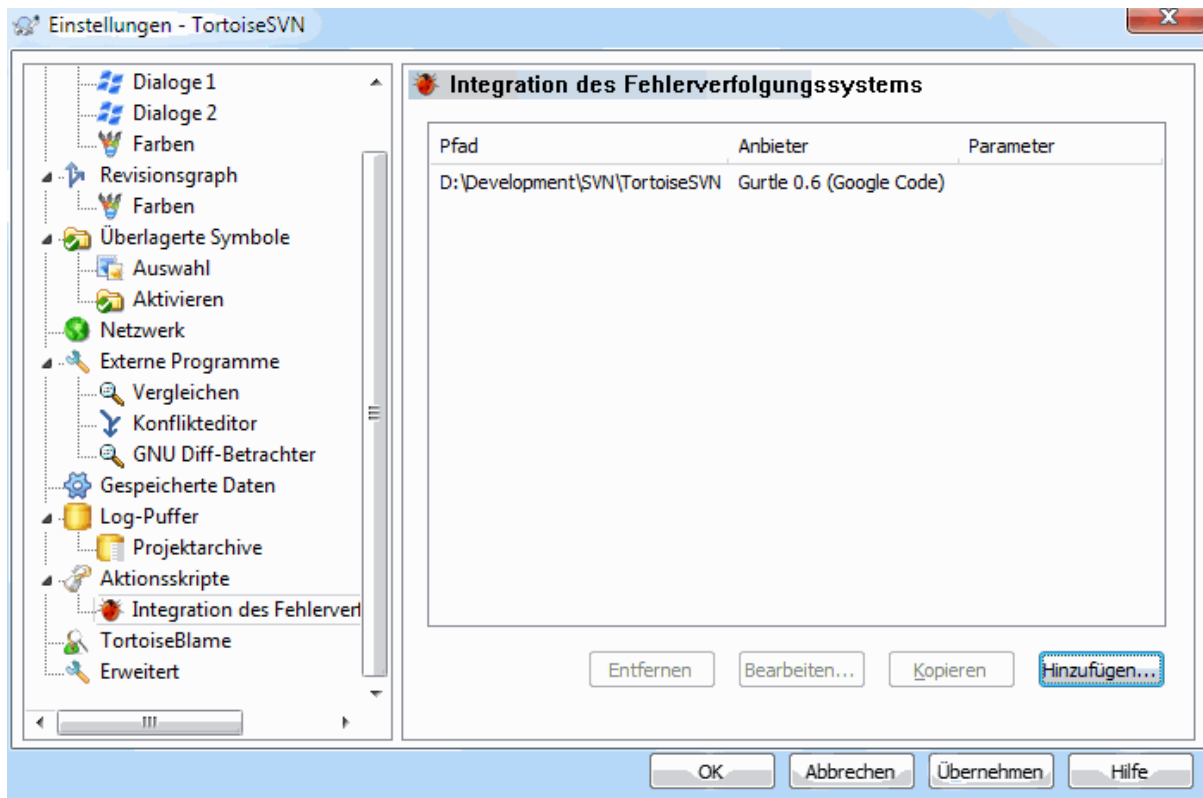 Einstellungen - TortoiseSVN
Dialoge 1
Dialoge 2
Farben
Revisionsgraph
Farben
Überlagerte Symbole
Auswahl
Aktivieren
Netzwerk
Externe Programme
Vergleichen
Konflikteditor
GNU Diff-Betrachter
Gespeicherte Daten
Log-Puffer
Projektarchive
Aktionsskripte
Integration des Fehlerverf
TortoiseBlame
Erweitert
Integration des Fehlerverfolgungssystems
Pfad Anbieter Parameter
D:\Development\SVN\TortoiseSVN Gurtle 0.6 (Google Code)
Entfernen Bearbeiten... Kopieren Hinzufügen...
OK Abbrechen Übernehmen Hilfe